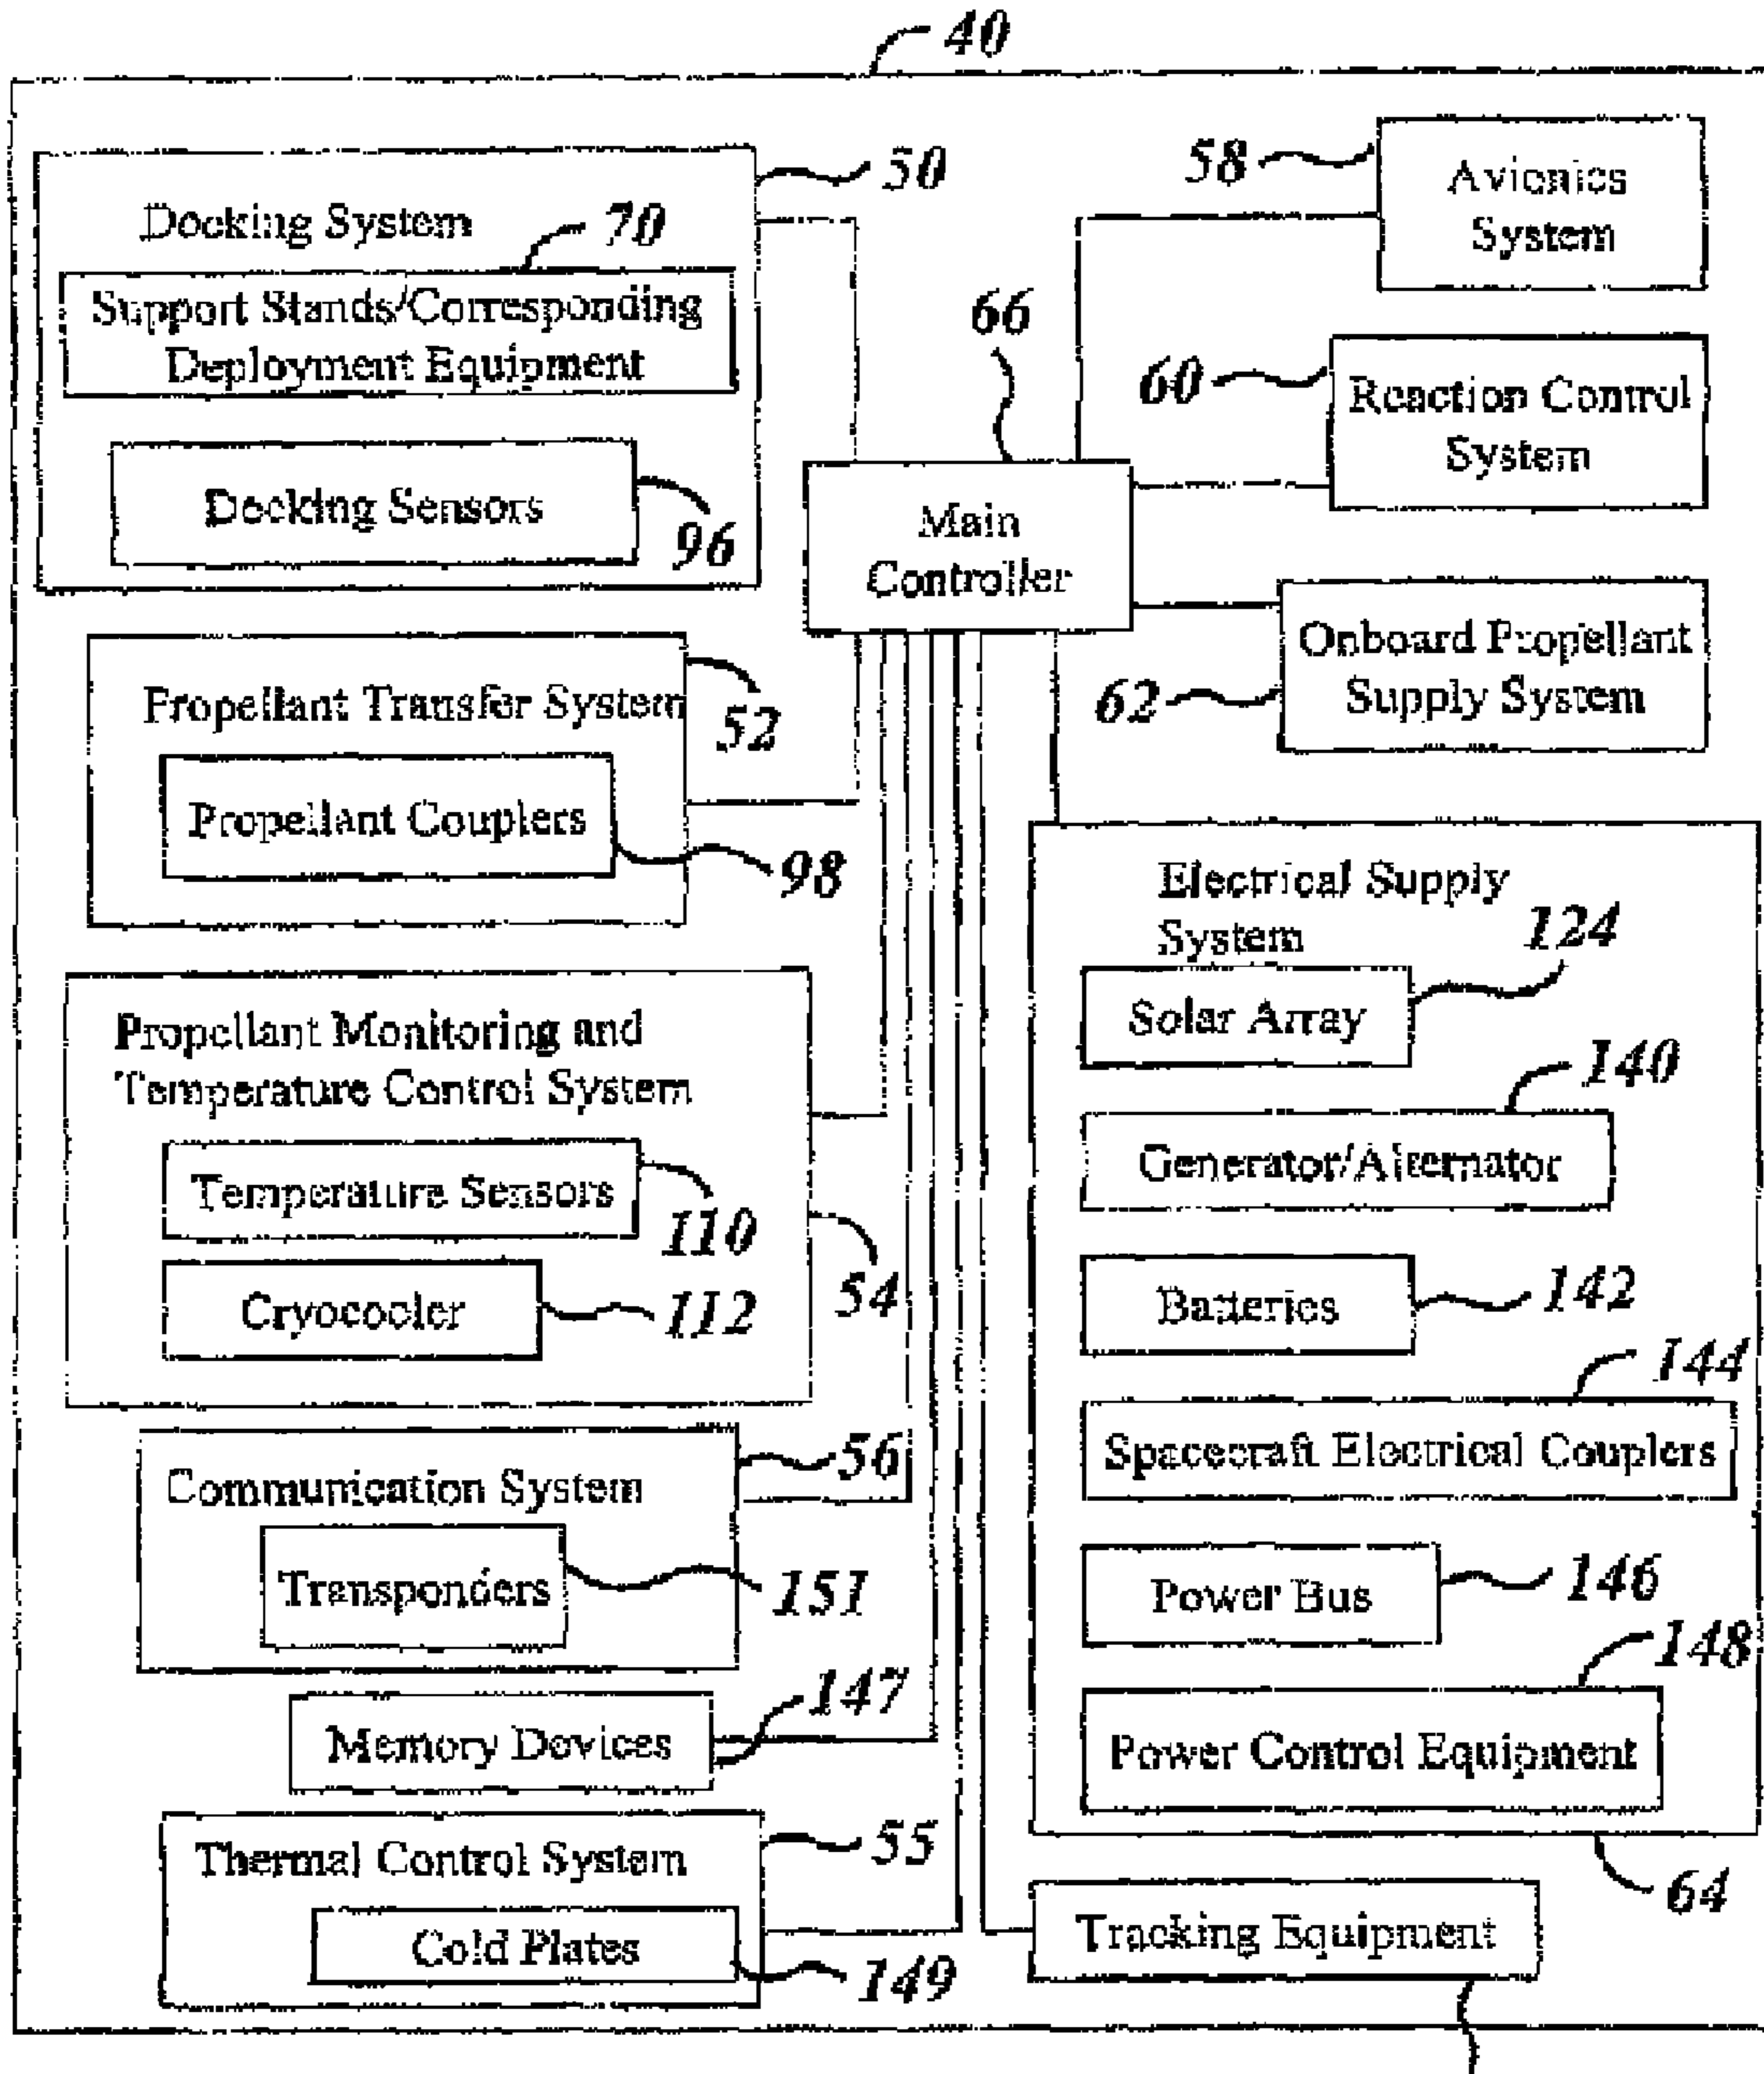 40
50
Docking System
70
Support Stands/Corresponding
Deployment Equipment
Docking Sensors
96
58
Avionics
System
66
60
Reaction Control
System
Main
Controller
Onboard Propellant
Supply System
62
Propellant Transfer System
52
Propellant Couplers
98
Electrical Supply
System
124
Solar Array
140
Generator/Alternator
Batteries
142
144
Spacecraft Electrical Couplers
Power Bus
146
148
Power Control Equipment
64
Propellant Monitoring and
Temperature Control System
Temperature Sensors
110
Cryocooler
112
54
56
Communication System
Transponders
151
147
Memory Devices
55
Thermal Control System
Cold Plates
149
Tracking Equipment